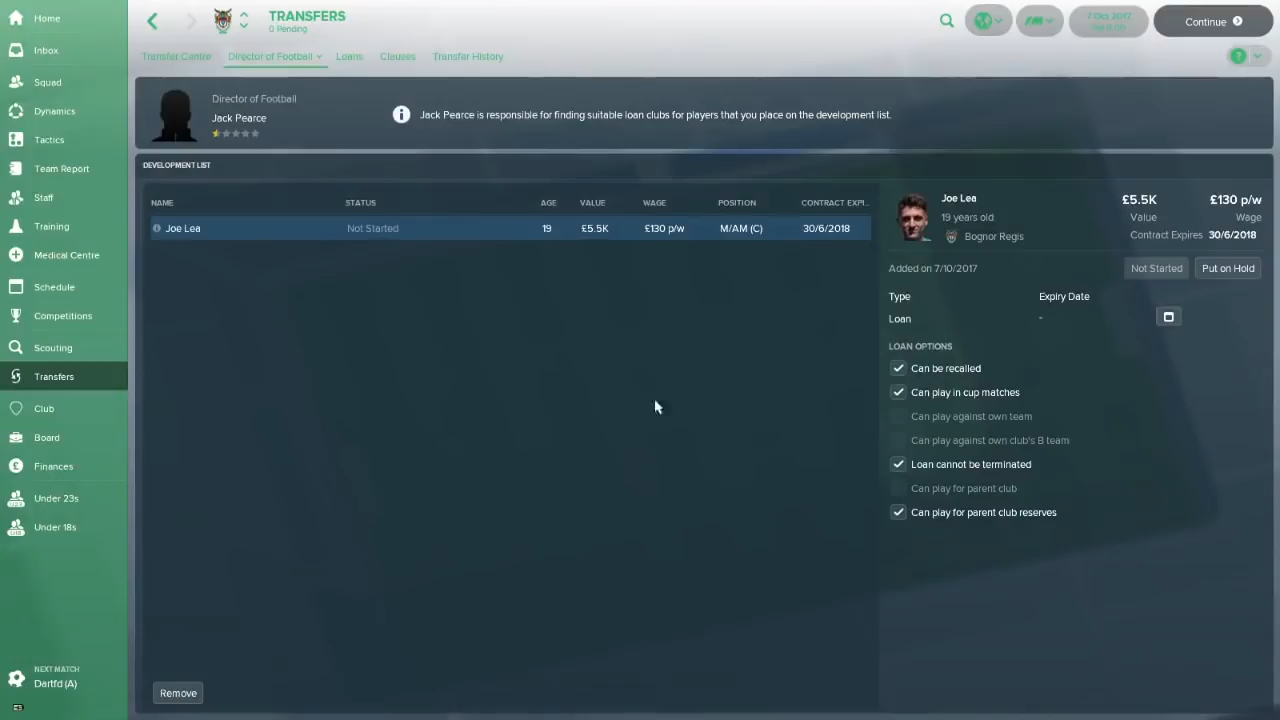 Home
Inbox
Squad
Dynamics
Tactics
Team Report
Staff
Training
Medical Centre
Schedule
Competitions
Scouting
Transfers
Club
Board
Finances
Under 23s
Under 18s
NEXT MATCH
Dartfd (A)
TRANSFERS
0 Pending
7 Oct 2017
Continue
Transfer Centre Director of Football Loans Clauses Transfer History
Director of Football
Jack Pearce
Jack Pearce is responsible for finding suitable loan clubs for players that you place on the development list.
DEVELOPMENT LIST
NAME STATUS AGE VALUE WAGE POSITION CONTRACT EXPI...
Joe Lea Not Started 19 £5.5K £130 p/w M/AM (C) 30/6/2018
Remove
Joe Lea £5.5K £130 p/w
19 years old Value Wage
Bognor Regis Contract Expires 30/6/2018
Added on 7/10/2017 Not Started Put on Hold
Type Expiry Date
Loan -
LOAN OPTIONS
Can be recalled
Can play in cup matches
Can play against own team
Can play against own club's B team
Loan cannot be terminated
Can play for parent club
Can play for parent club reserves